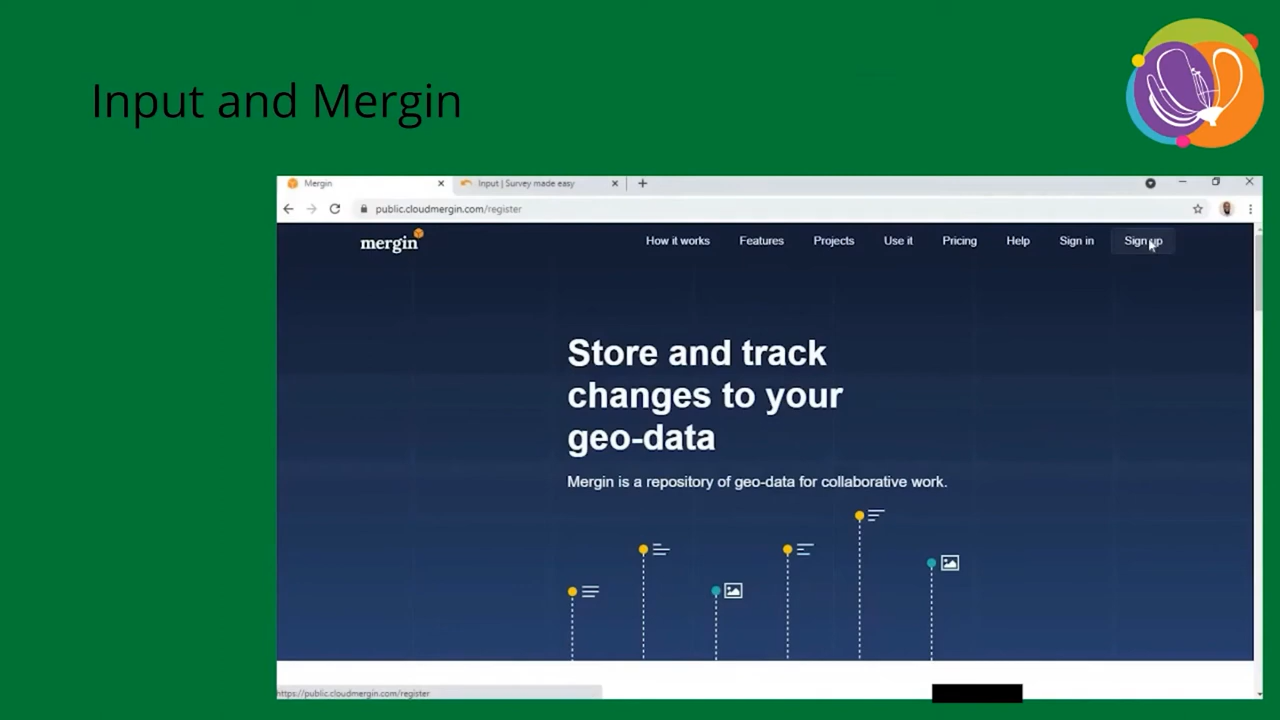 Input and Mergin
Mergin
Input | Survey made easy
public.cloudmergin.com/register
mergin
How it works
Features
Projects
Use it
Pricing
Help
Sign in
Sign up
Store and track
changes to your
geo-data
Mergin is a repository of geo-data for collaborative work.
https://public.cloudmergin.com/register